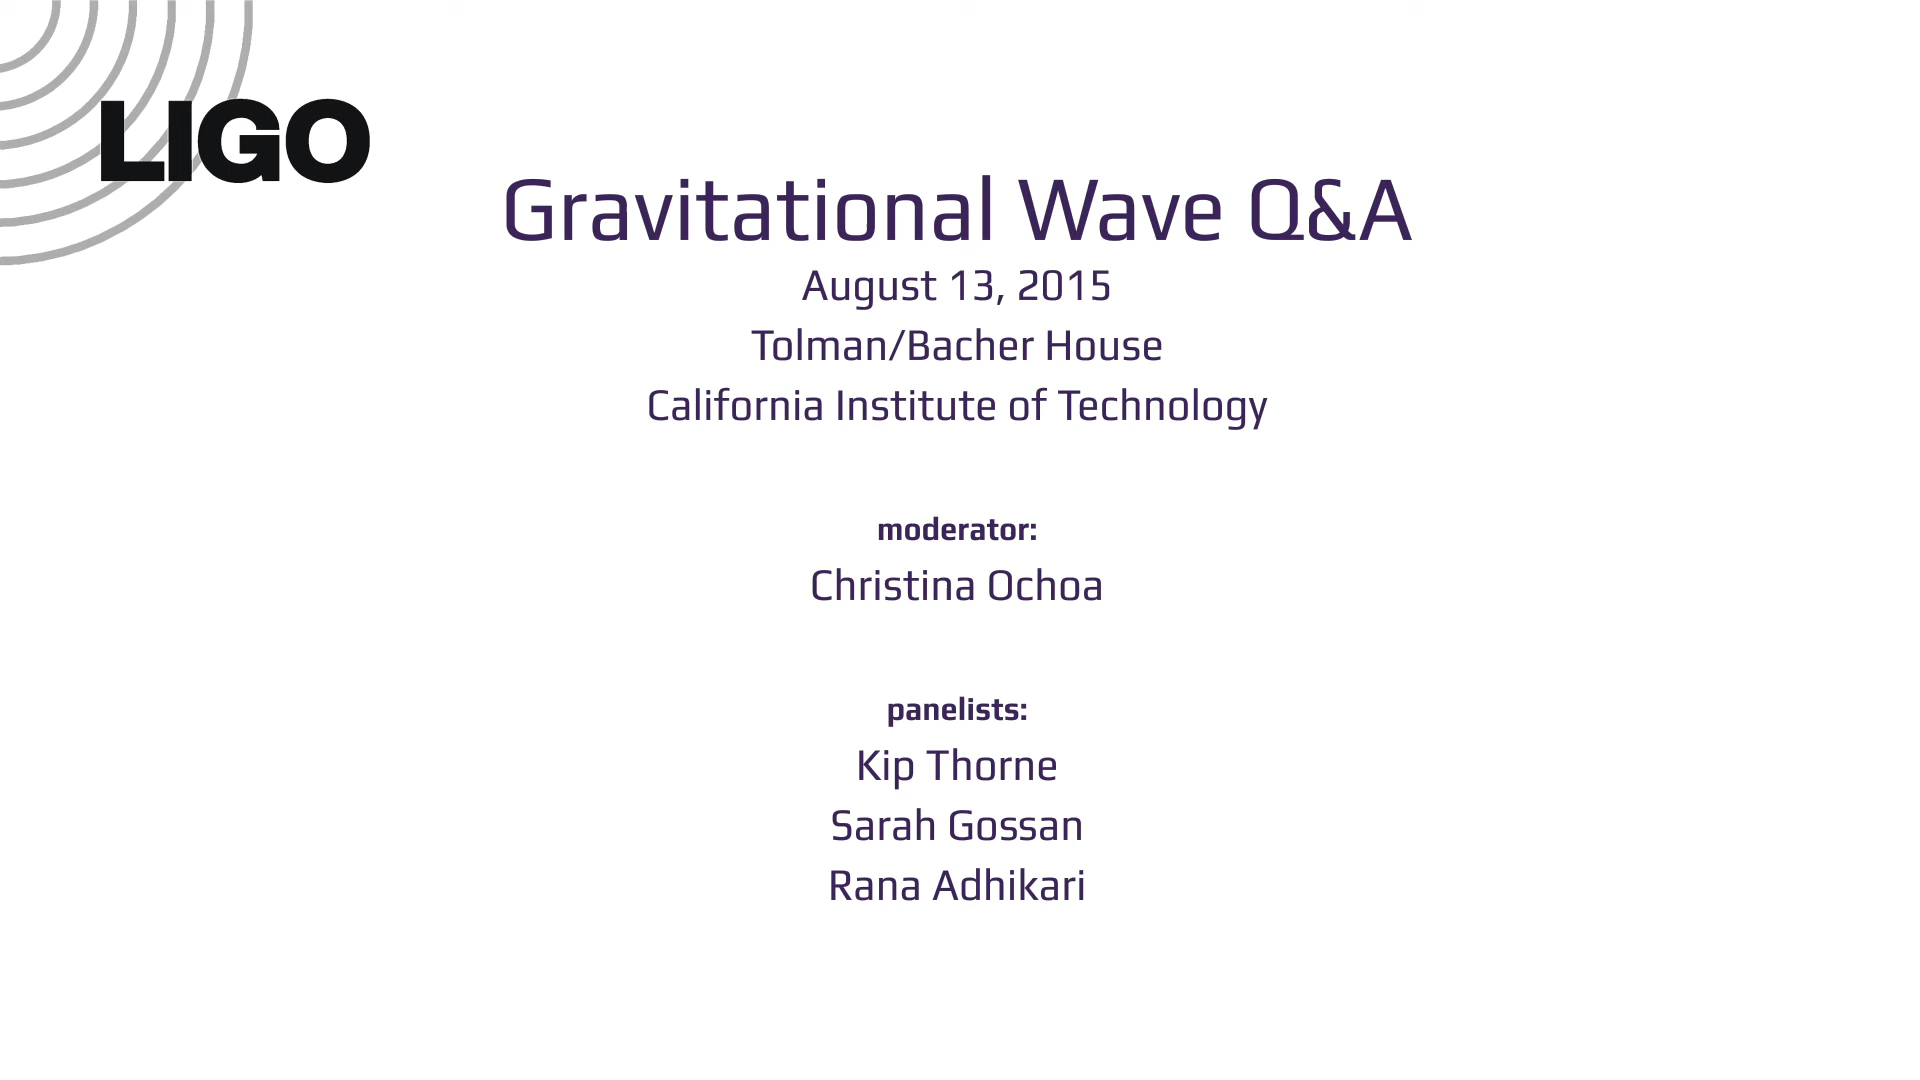 LIGO
Gravitational Wave Q&A
August 13, 2015
Tolman/Bacher House
California Institute of Technology
moderator:
Christina Ochoa
panelists:
Kip Thorne
Sarah Gossan
Rana Adhikari